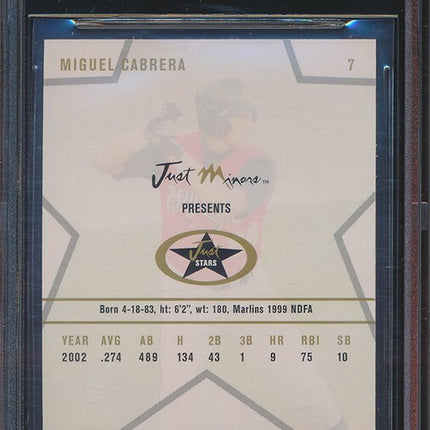 MIGUEL CABRERA 7
Just Minors™
PRESENTS
Just
STARS
Born 4-18-83, ht: 6'2", wt: 180, Marlins 1999 NDFA
YEAR AVG AB H 2B 3B HR RBI SB
2002 .274 489 134 43 1 9 75 10